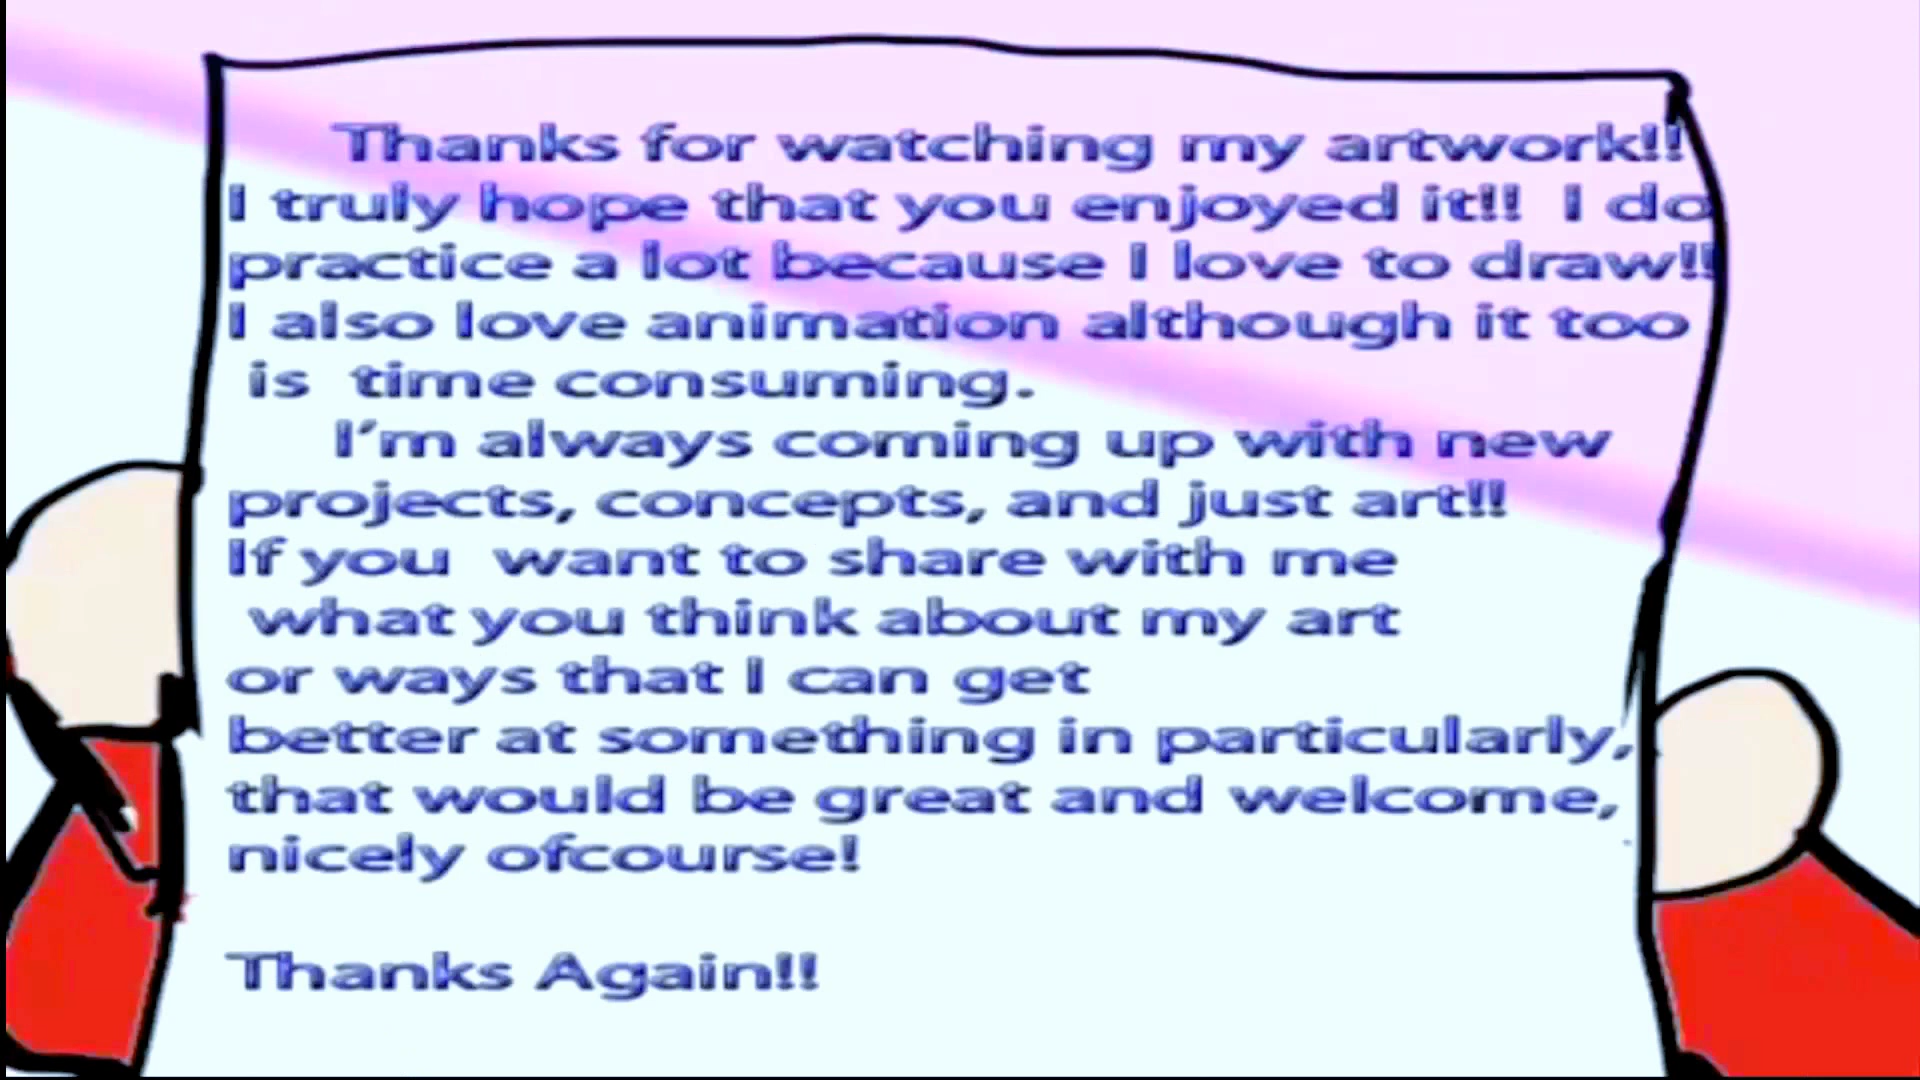 Thanks for watching my artwork!!
I truly hope that you enjoyed it!! I do
practice a lot because I love to draw!!
I also love animation although it too
is time consuming.
I'm always coming up with new
projects, concepts, and just art!!
If you want to share with me
what you think about my art
or ways that I can get
better at something in particularly,
that would be great and welcome,
nicely ofcourse!
Thanks Again!!